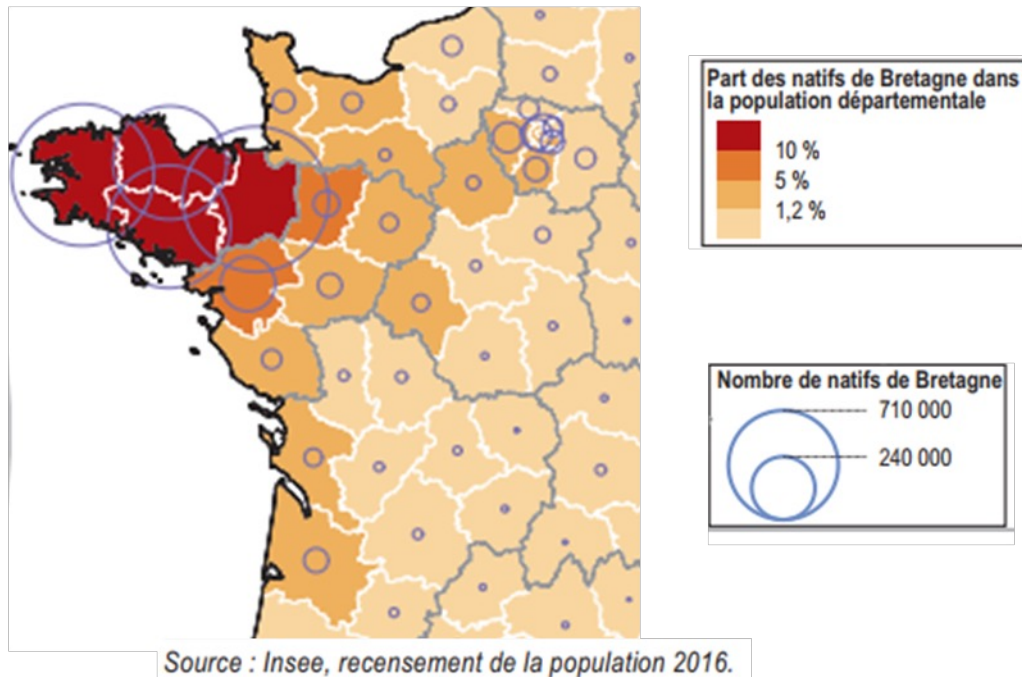 Part des natifs de Bretagne dans
la population départementale
10 %
5 %
1,2 %
Nombre de natifs de Bretagne
710 000
240 000
Source : Insee, recensement de la population 2016.